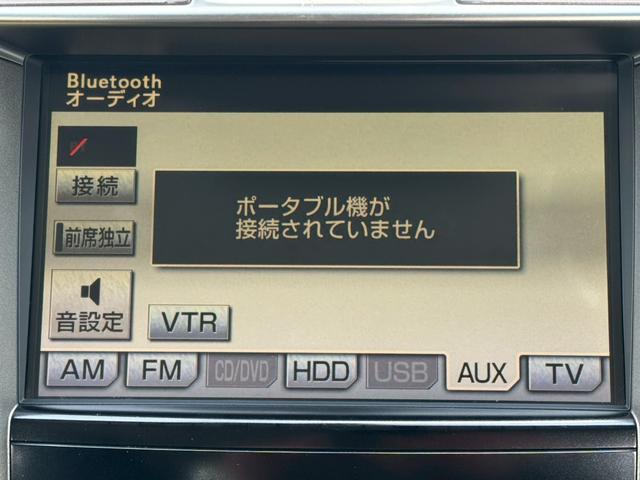 Bluetooth
オーディオ
接続
前席独立
音設定
ポータブル機が
接続されていません
VTR
AM FM CD/DVD HDD USB AUX TV